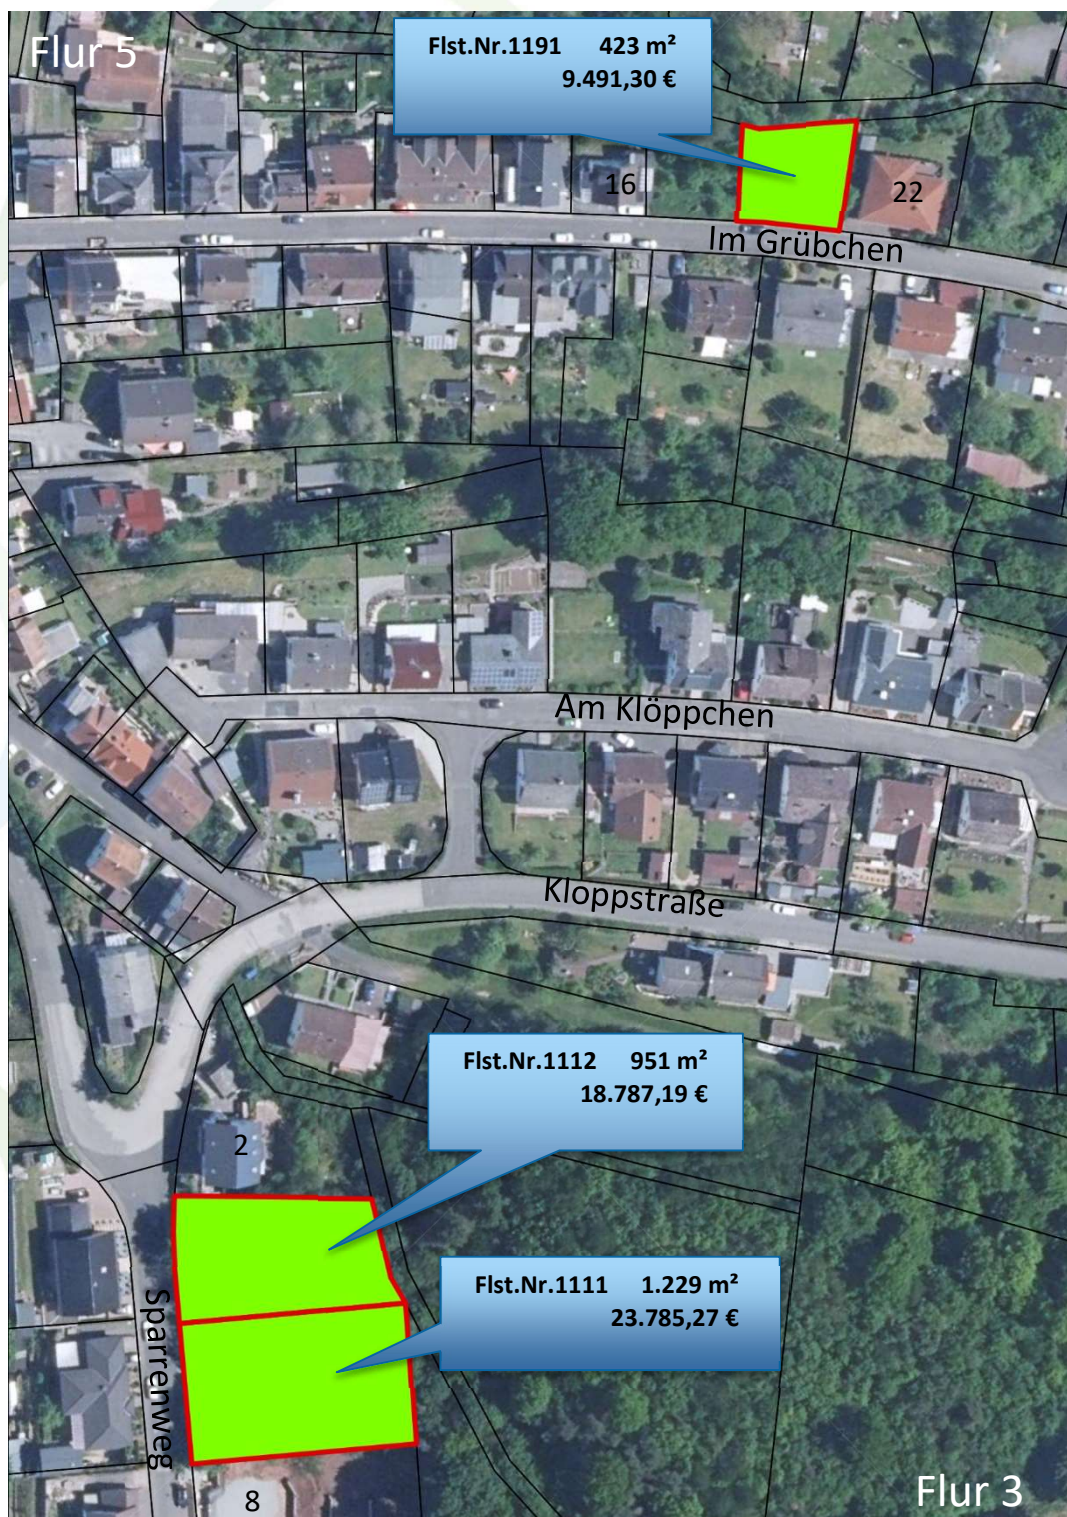 Flur 5
Flst.Nr.1191 423 m²
9.491,30 €
16
22
Im Grübchen
Am Klöppchen
Kloppstraße
Flst.Nr.1112 951 m²
18.787,19 €
2
Flst.Nr.1111 1.229 m²
23.785,27 €
Sparrenweg
8
Flur 3